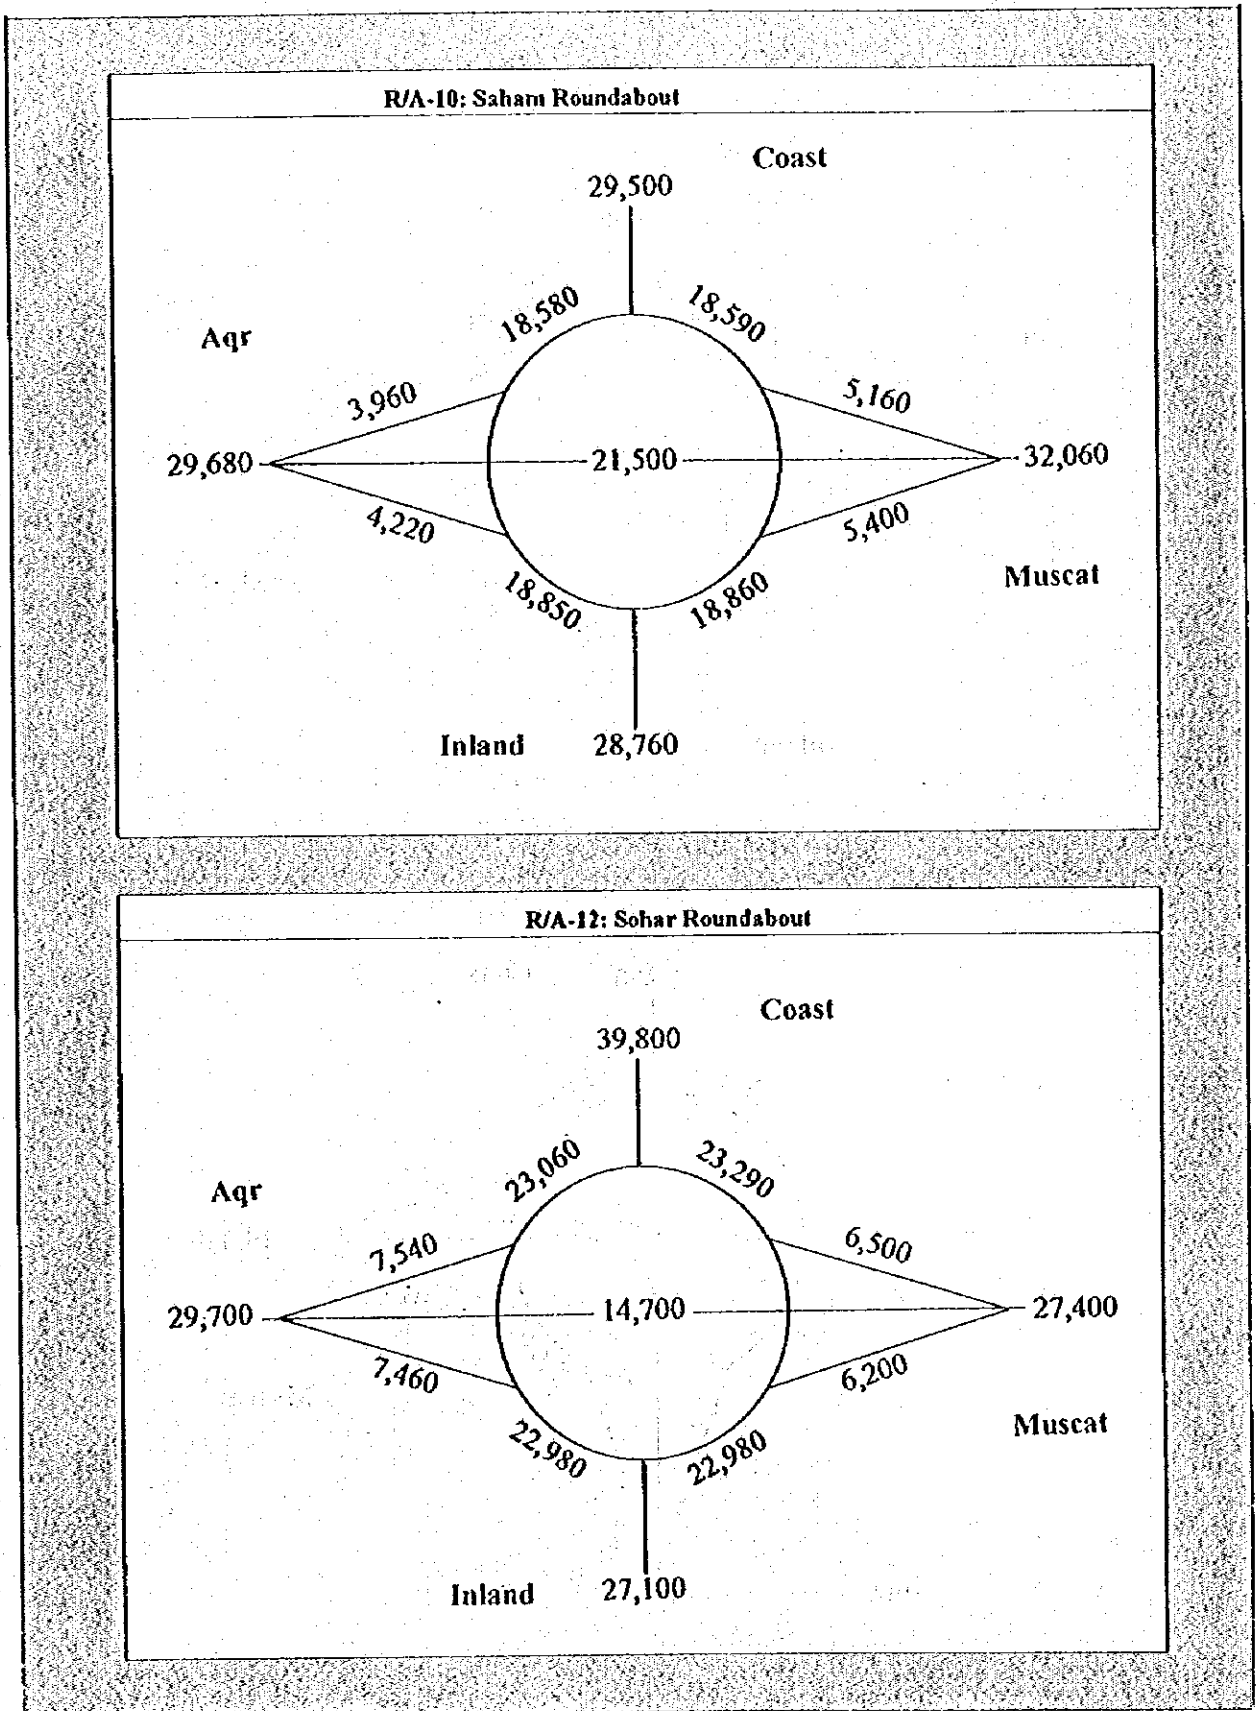 R/A-10: Saham Roundabout
Coast
29,500
18,580
18,590
Aqr
3,960
5,160
29,680
21,500
32,060
4,220
5,400
Muscat
18,850
18,860
Inland
28,760
R/A-12: Sohar Roundabout
Coast
39,800
23,060
23,290
Aqr
7,540
6,500
29,700
14,700
27,400
7,460
6,200
Muscat
22,980
22,980
Inland
27,100